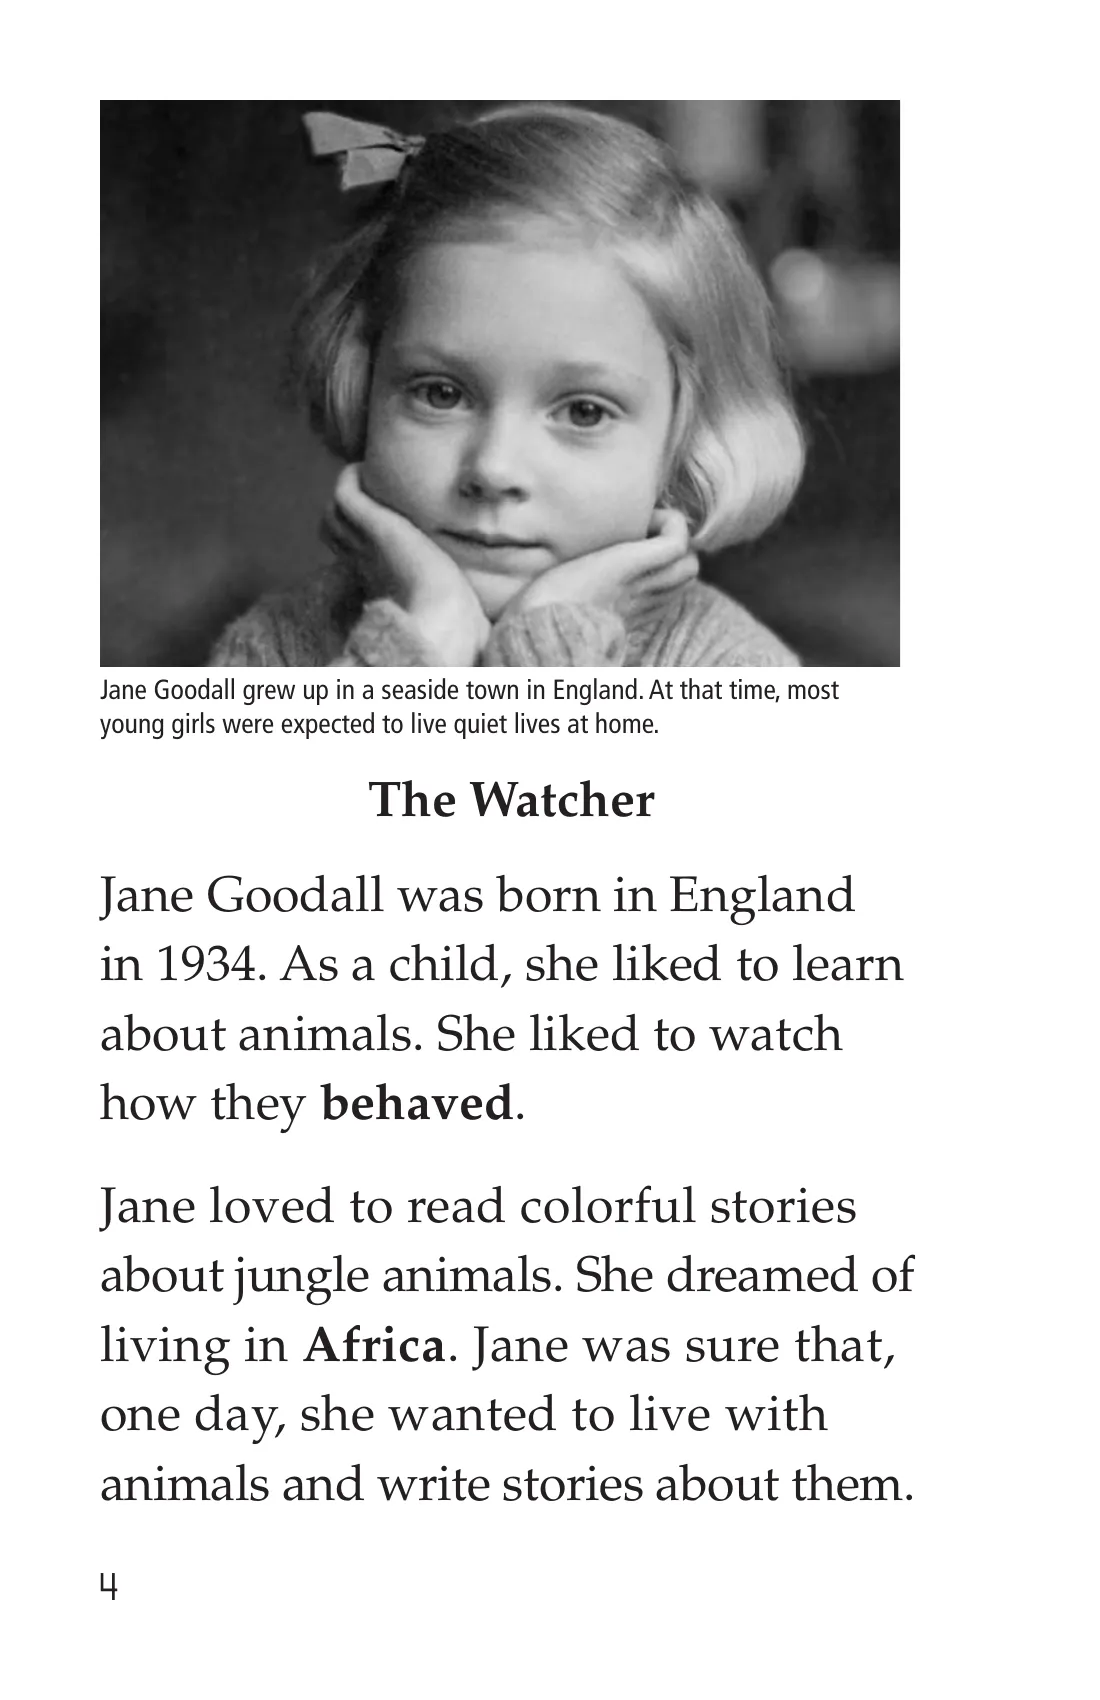 Jane Goodall grew up in a seaside town in England. At that time, most
young girls were expected to live quiet lives at home.
The Watcher
Jane Goodall was born in England
in 1934. As a child, she liked to learn
about animals. She liked to watch
how they behaved.
Jane loved to read colorful stories
about jungle animals. She dreamed of
living in Africa. Jane was sure that,
one day, she wanted to live with
animals and write stories about them.
4